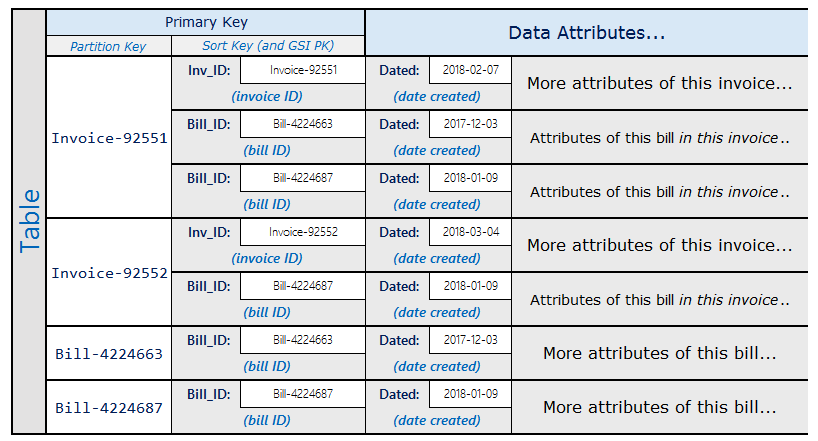 Primary Key
Data Attributes...
Partition Key
Sort Key (and GSI PK)
Table
Invoice-92551
Inv_ID: Invoice-92551 Dated: 2018-02-07
(invoice ID) (date created)
More attributes of this invoice...
Bill_ID: Bill-4224663 Dated: 2017-12-03
(bill ID) (date created)
Attributes of this bill in this invoice..
Bill_ID: Bill-4224687 Dated: 2018-01-09
(bill ID) (date created)
Attributes of this bill in this invoice..
Invoice-92552
Inv_ID: Invoice-92552 Dated: 2018-03-04
(invoice ID) (date created)
More attributes of this invoice...
Bill_ID: Bill-4224687 Dated: 2018-01-09
(bill ID) (date created)
Attributes of this bill in this invoice..
Bill-4224663
Bill_ID: Bill-4224663 Dated: 2017-12-03
(bill ID) (date created)
More attributes of this bill...
Bill-4224687
Bill_ID: Bill-4224687 Dated: 2018-01-09
(bill ID) (date created)
More attributes of this bill...